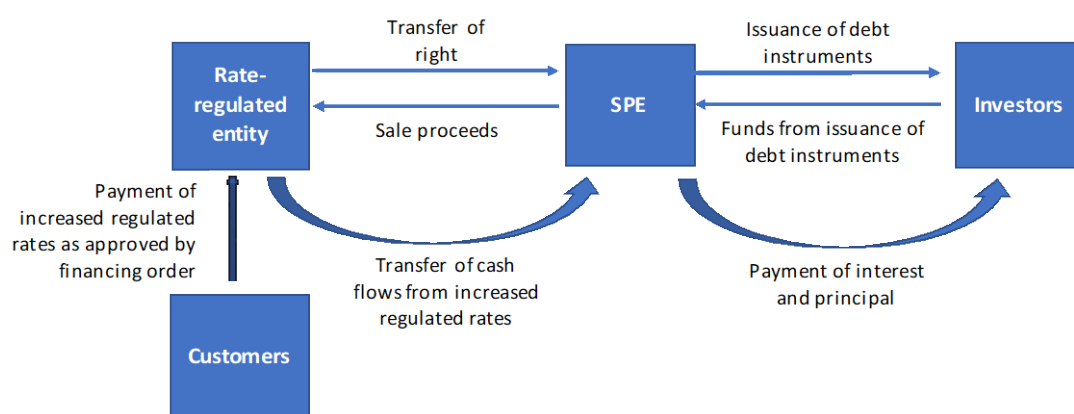 Transfer of
right
Issuance of debt
instruments
Rate-
regulated
entity
SPE
Investors
Sale proceeds
Funds from issuance of
debt instruments
Payment of
increased regulated
rates as approved by
financing order
Transfer of cash
flows from increased
regulated rates
Payment of interest
and principal
Customers